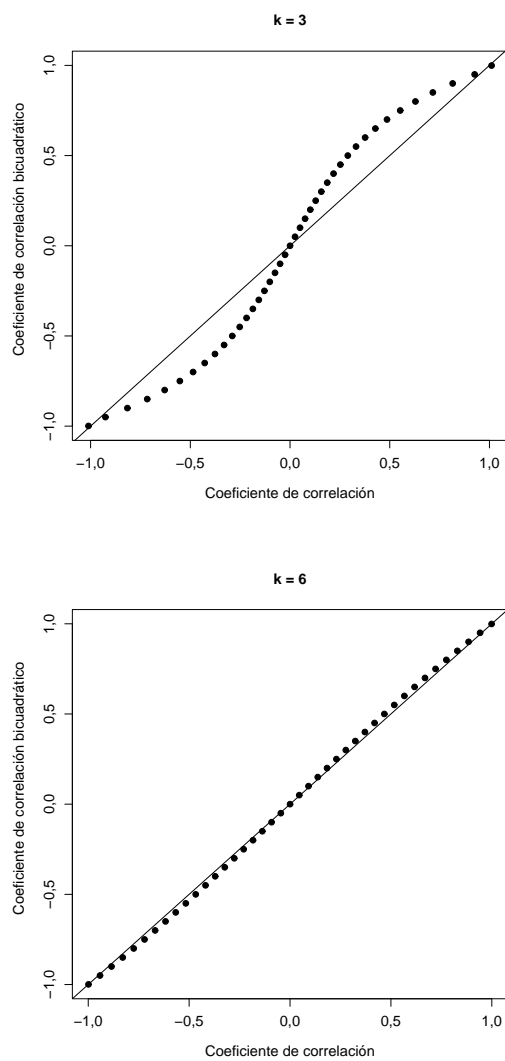 k = 3
Coeficiente de correlación bicuadrático
1,0
0,5
0,0
−0,5
−1,0
−1,0 −0,5 0,0 0,5 1,0
Coeficiente de correlación
k = 6
Coeficiente de correlación bicuadrático
1,0
0,5
0,0
−0,5
−1,0
−1,0 −0,5 0,0 0,5 1,0
Coeficiente de correlación